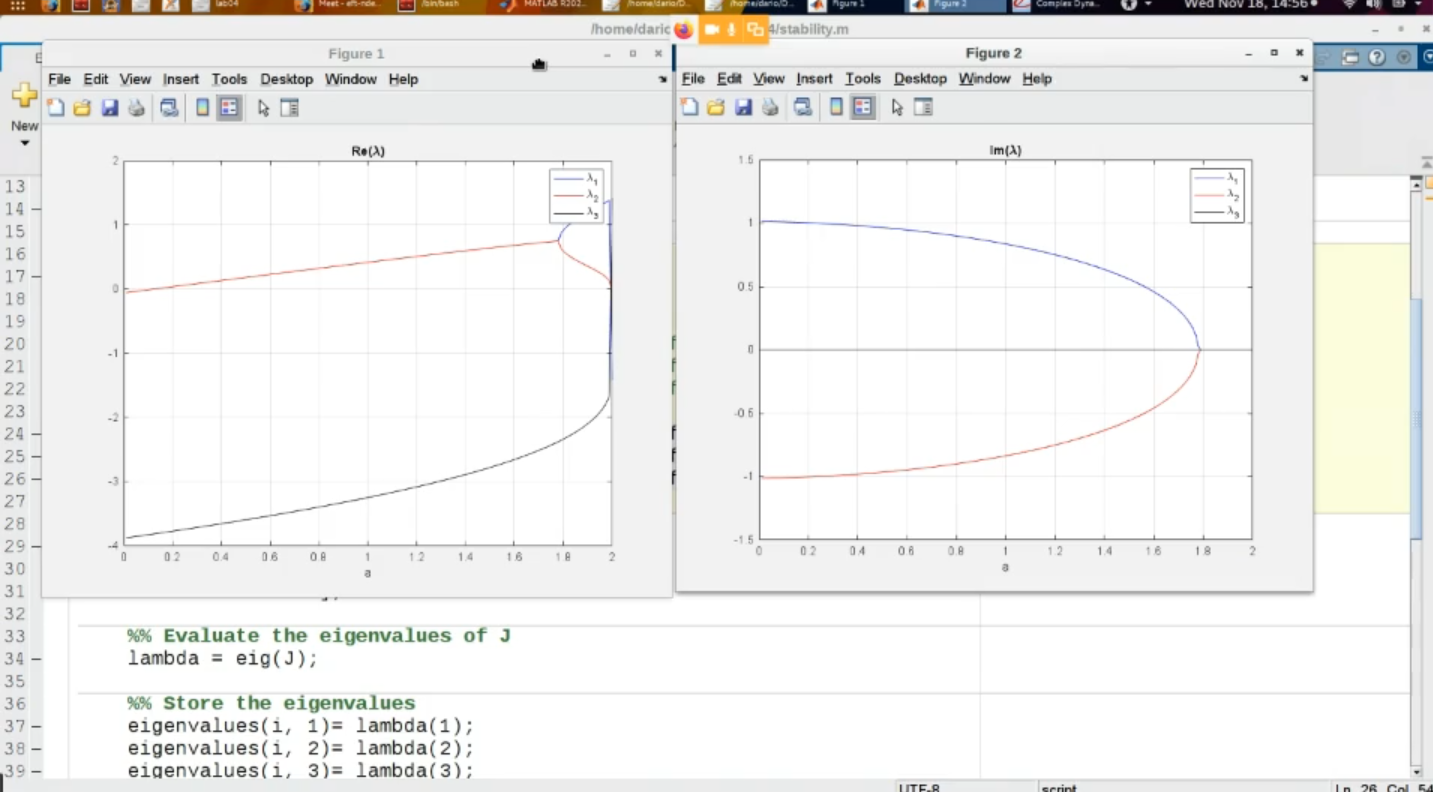 lab04
Meet - eft-nde...
/bin/bash
MATLAB R202...
/home/dario/D...
/home/dario/D...
Figure 1
Figure 2
Complex Dyna...
Wed Nov 18, 14:56
/home/daric
4/stability.m
Figure 1
File Edit View Insert Tools Desktop Window Help
New
Re(λ)
2
1
0
-1
-2
-3
-4
0 0.2 0.4 0.6 0.8 1 1.2 1.4 1.6 1.8 2
a
λ1
λ2
λ3
Figure 2
File Edit View Insert Tools Desktop Window Help
Im(λ)
1.5
1
0.5
0
-0.5
-1
-1.5
0 0.2 0.4 0.6 0.8 1 1.2 1.4 1.6 1.8 2
a
λ1
λ2
λ3
13
14 –
15
16 –
17 –
18
19
20
21
22
23
24 –
25 –
26 –
27
28
29 –
30
31
32
33 %% Evaluate the eigenvalues of J
34 – lambda = eig(J);
35
36 %% Store the eigenvalues
37 – eigenvalues(i, 1)= lambda(1);
38 – eigenvalues(i, 2)= lambda(2);
39 – eigenvalues(i, 3)= lambda(3);
UTF-8 script Ln 26 Col 54